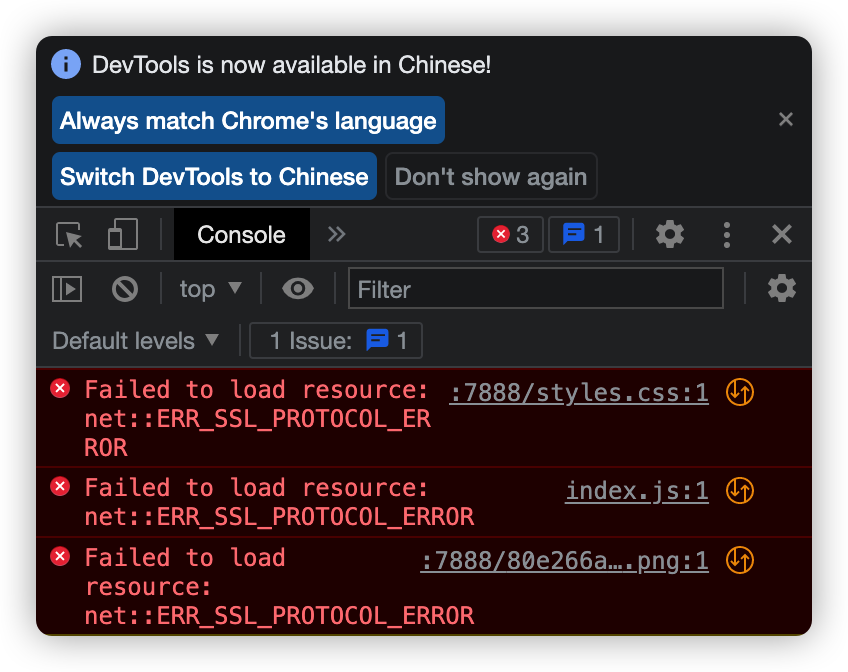 DevTools is now available in Chinese!
Always match Chrome's language
Switch DevTools to Chinese Don't show again
Console 3 1
top Filter
Default levels 1 Issue: 1
Failed to load resource: :7888/styles.css:1
net::ERR_SSL_PROTOCOL_ER
ROR
Failed to load resource: index.js:1
net::ERR_SSL_PROTOCOL_ERROR
Failed to load :7888/80e266a….png:1
resource:
net::ERR_SSL_PROTOCOL_ERROR